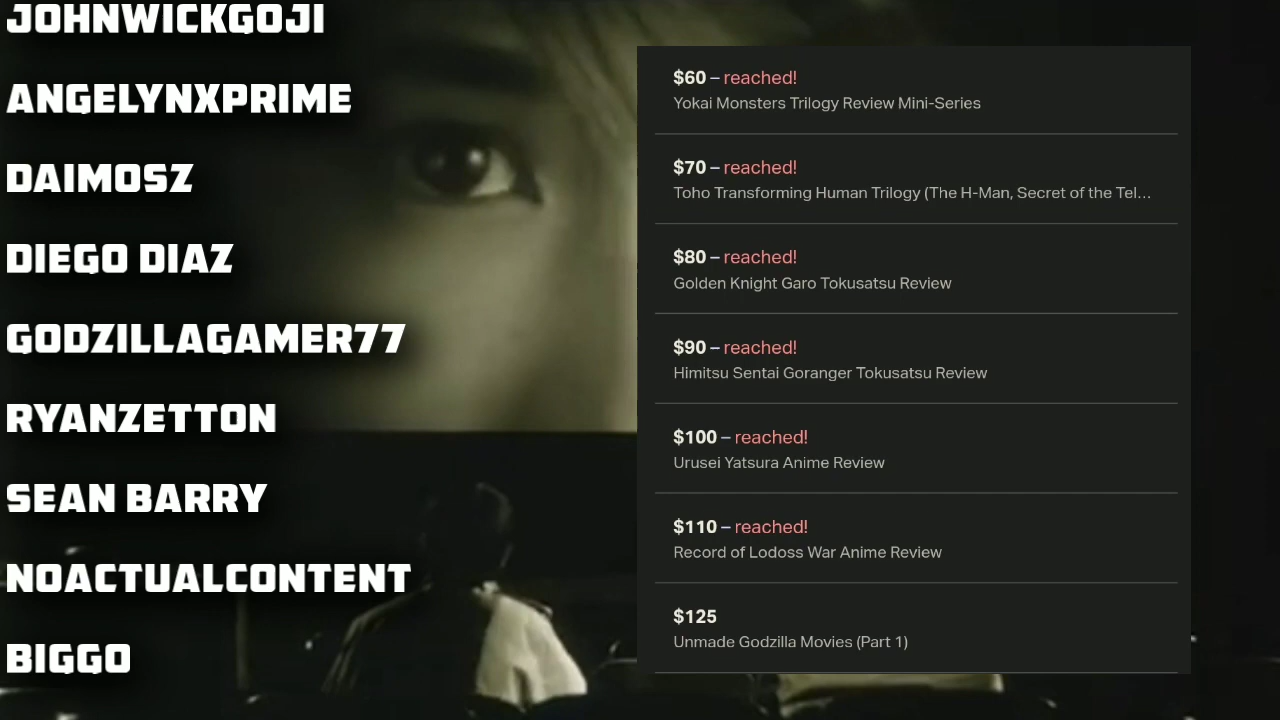 JOHNWICKGOJI
ANGELYNXPRIME
DAIMOSZ
DIEGO DIAZ
GODZILLAGAMER77
RYANZETTON
SEAN BARRY
NOACTUALCONTENT
BIGGO
$60 – reached!
Yokai Monsters Trilogy Review Mini-Series
$70 – reached!
Toho Transforming Human Trilogy (The H-Man, Secret of the Tel...
$80 – reached!
Golden Knight Garo Tokusatsu Review
$90 – reached!
Himitsu Sentai Goranger Tokusatsu Review
$100 – reached!
Urusei Yatsura Anime Review
$110 – reached!
Record of Lodoss War Anime Review
$125
Unmade Godzilla Movies (Part 1)